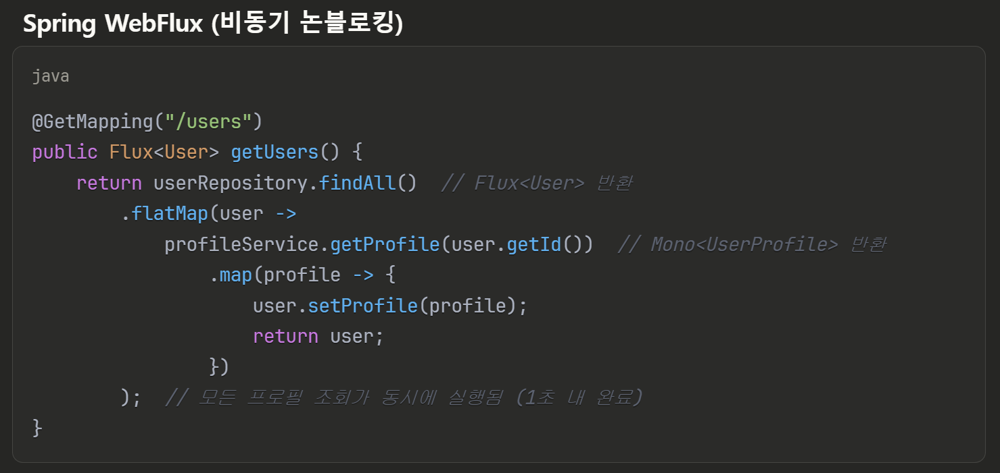 Spring WebFlux (비동기 논블로킹)
java
@GetMapping("/users")
public Flux<User> getUsers() {
    return userRepository.findAll()  // Flux<User> 반환
        .flatMap(user ->
            profileService.getProfile(user.getId())  // Mono<UserProfile> 반환
                .map(profile -> {
                    user.setProfile(profile);
                    return user;
                })
        );  // 모든 프로필 조회가 동시에 실행됨 (1초 내 완료)
}